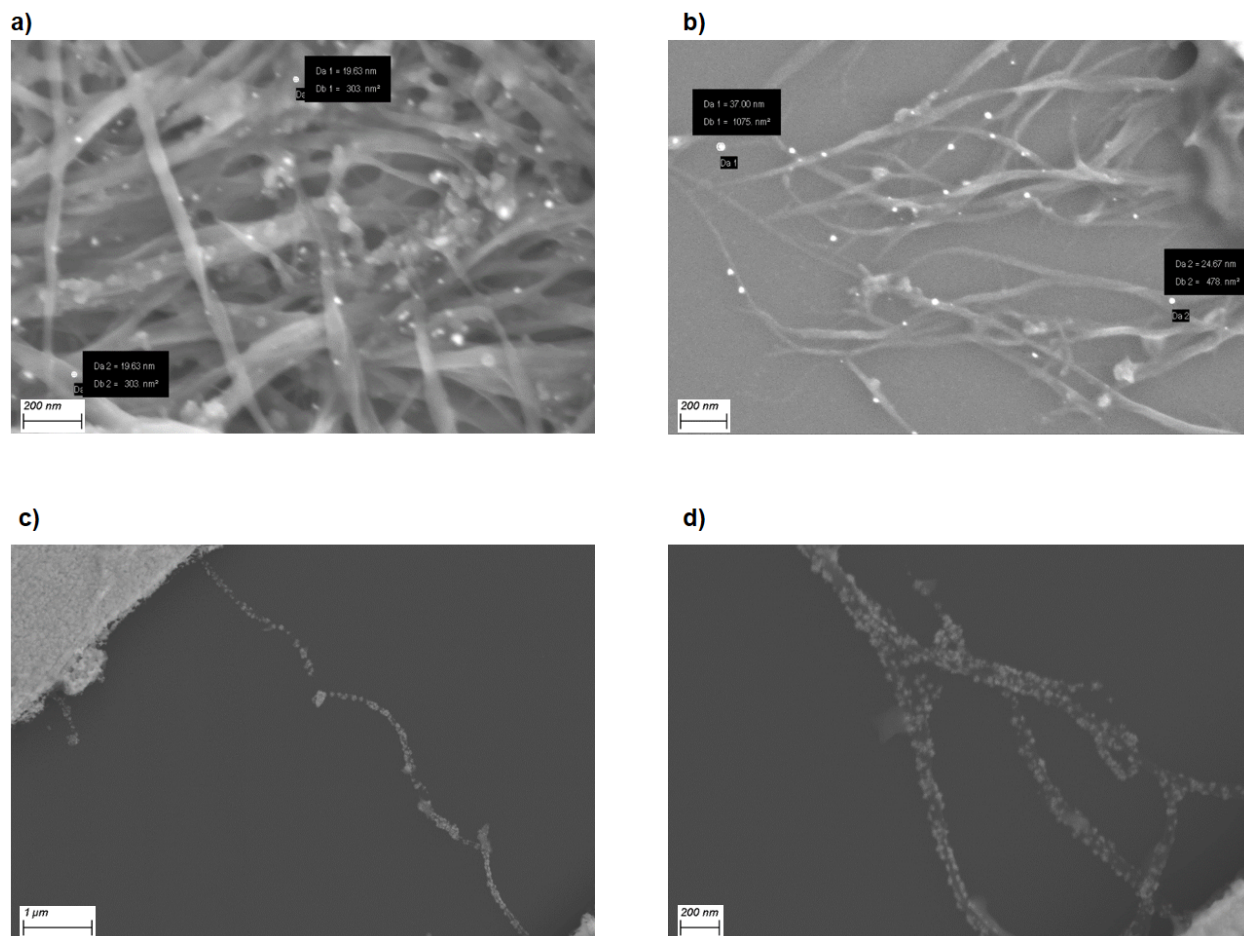 a)
b)
Da 1 = 19.63 nm
Db 1 = 303. nm²
Da
Da 2 = 19.63 nm
Db 2 = 303. nm²
Da
200 nm
Da 1 = 37.00 nm
Db 1 = 1075. nm²
Da 1
Da 2 = 24.67 nm
Db 2 = 478. nm²
Da 2
200 nm
c)
d)
1 µm
200 nm